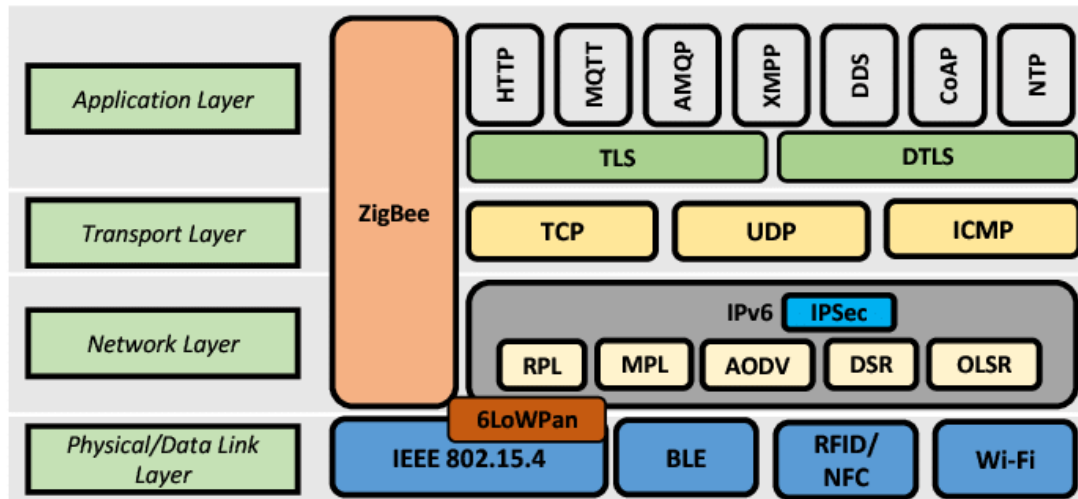 Application Layer
HTTP
MQTT
AMQP
XMPP
DDS
CoAP
NTP
TLS
DTLS
ZigBee
Transport Layer
TCP
UDP
ICMP
Network Layer
IPv6
IPSec
RPL
MPL
AODV
DSR
OLSR
6LoWPan
Physical/Data Link
Layer
IEEE 802.15.4
BLE
RFID/
NFC
Wi-Fi